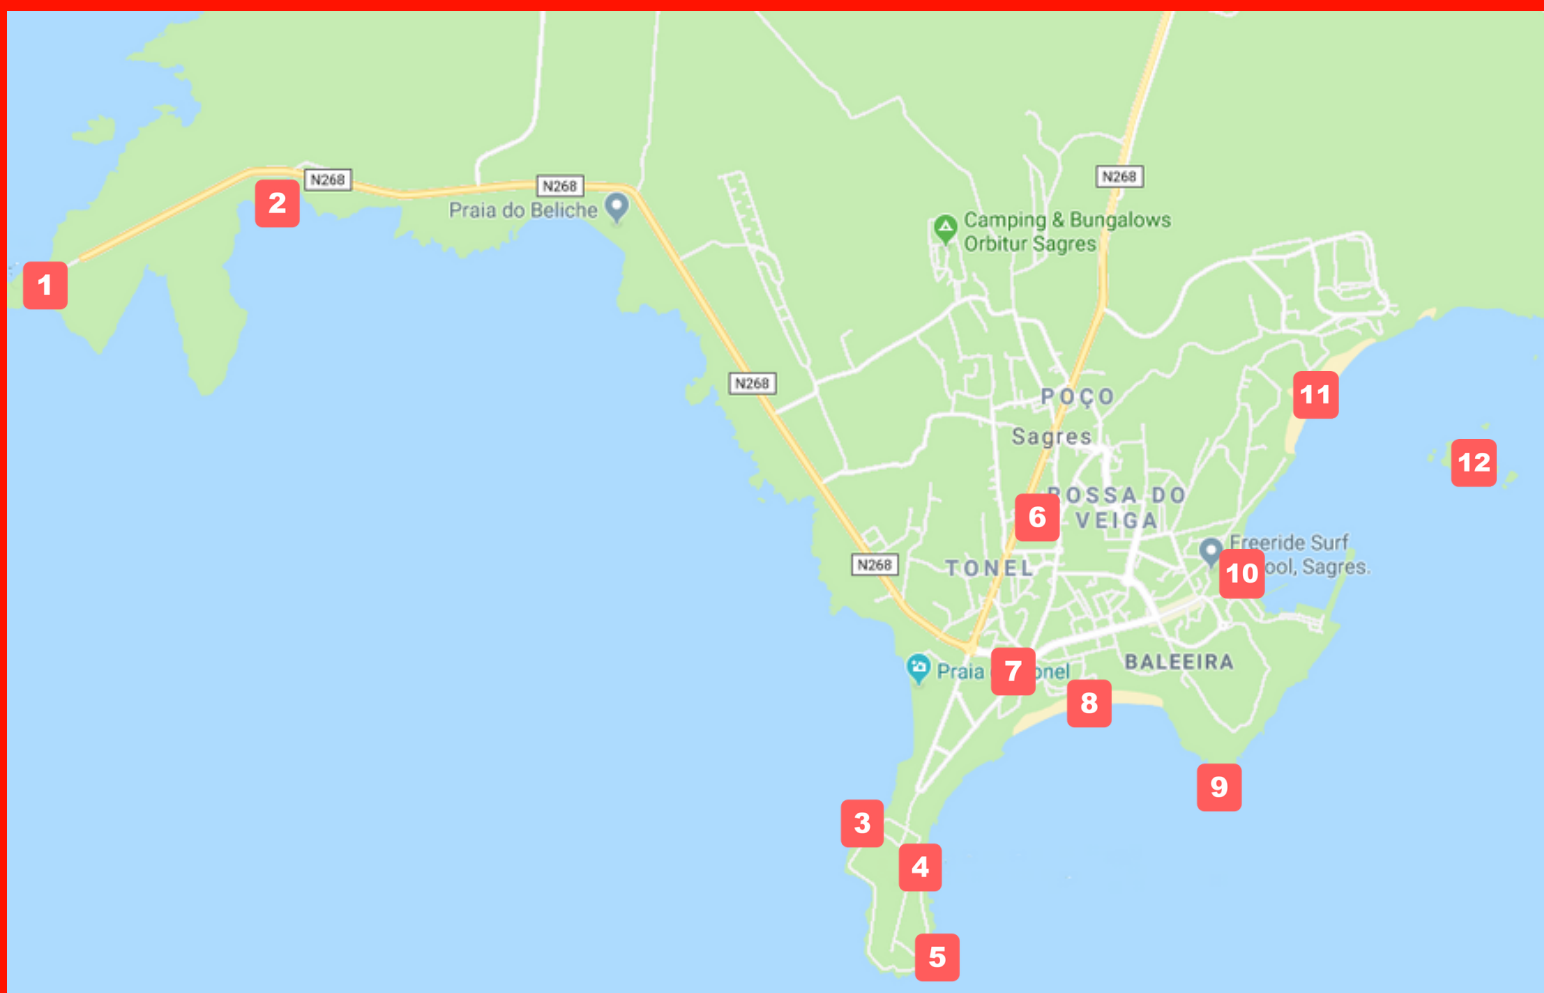 N268
N268
N268
2
Praia do Beliche
Camping & Bungalows
Orbitur Sagres
1
N268
POÇO
11
Sagres
12
ROSSA DO
VEIGA
6
Freeride Surf
ool, Sagres.
10
N268
TONEL
BALEEIRA
Praia
onel
7
8
9
3
4
5